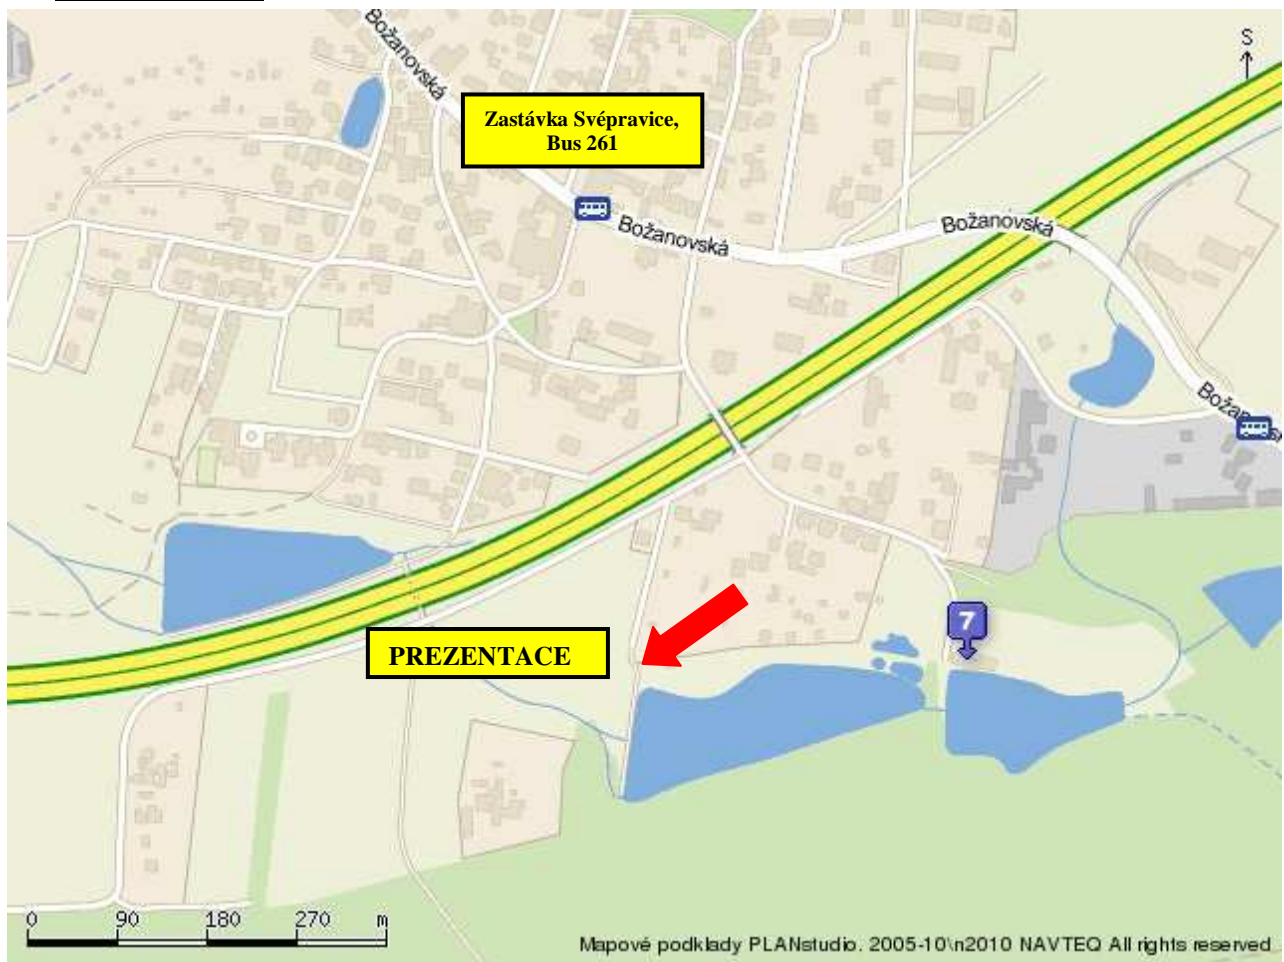 Božanovská
S
Zastávka Svépravice,
Bus 261
Božanovská
Božanovská
7
PREZENTACE
0 90 180 270 m
Mapové podklady PLANstudio. 2005-10\n2010 NAVTEQ All rights reserved